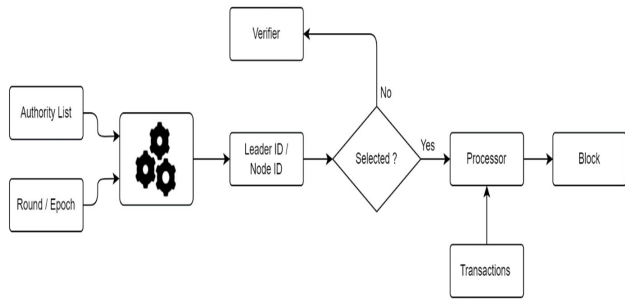 Verifier
No
Authority List
Leader ID /
Node ID
Selected ?
Yes
Processor
Block
Round / Epoch
Transactions